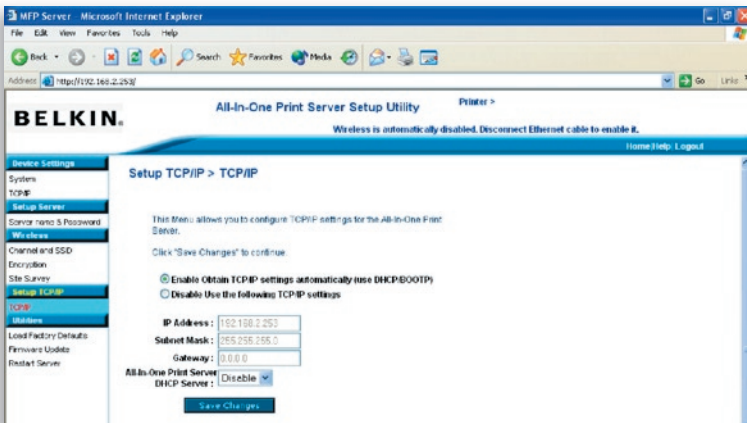 MFP Server - Microsoft Internet Explorer
File Edit View Favorites Tools Help
Back Search Favorites Media
Address http://192.168.2.253/ Go Links
BELKIN.
All-In-One Print Server Setup Utility Printer >
Wireless is automatically disabled. Disconnect Ethernet cable to enable it.
Home|Help Logout
Device Settings
System
TCP/IP
Setup Server
Server name & Password
Wireless
Channel and SSID
Encryption
Site Survey
Setup TCP/IP
TCP/IP
Utilities
Load Factory Defaults
Firmware Update
Restart Server
Setup TCP/IP > TCP/IP
This Menu allows you to configure TCP/IP settings for the All-In-One Print
Server.
Click "Save Changes" to continue.
Enable Obtain TCP/IP settings automatically (use DHCP/BOOTP)
Disable Use the following TCP/IP settings
IP Address : 192.168.2.253
Subnet Mask : 255.255.255.0
Gateway : 0.0.0.0
All-In-One Print Server
DHCP Server : Disable
Save Changes